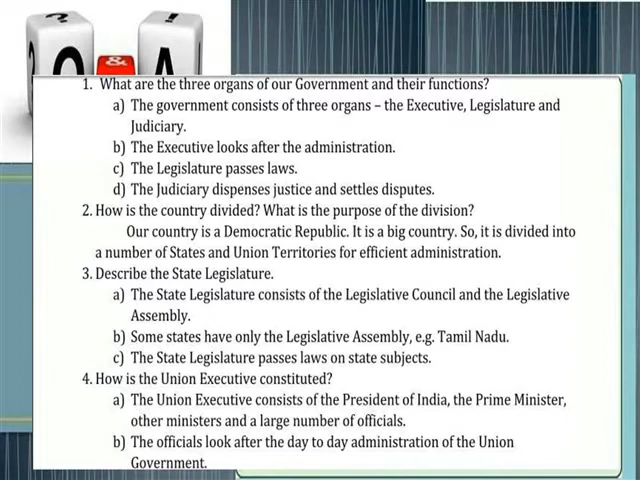 ? !
Q & A
1. What are the three organs of our Government and their functions?
a) The government consists of three organs – the Executive, Legislature and
Judiciary.
b) The Executive looks after the administration.
c) The Legislature passes laws.
d) The Judiciary dispenses justice and settles disputes.
2. How is the country divided? What is the purpose of the division?
Our country is a Democratic Republic. It is a big country. So, it is divided into
a number of States and Union Territories for efficient administration.
3. Describe the State Legislature.
a) The State Legislature consists of the Legislative Council and the Legislative
Assembly.
b) Some states have only the Legislative Assembly, e.g. Tamil Nadu.
c) The State Legislature passes laws on state subjects.
4. How is the Union Executive constituted?
a) The Union Executive consists of the President of India, the Prime Minister,
other ministers and a large number of officials.
b) The officials look after the day to day administration of the Union
Government.